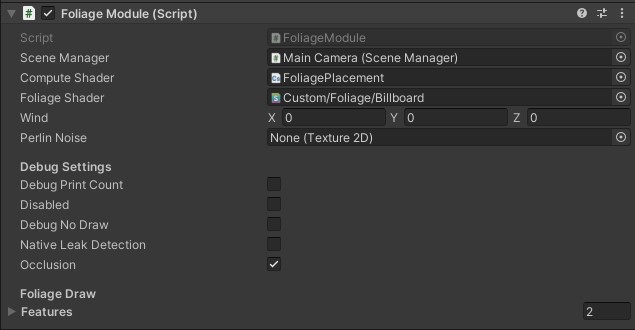 Foliage Module (Script)
Script FoliageModule
Scene Manager Main Camera (Scene Manager)
Compute Shader FoliagePlacement
Foliage Shader Custom/Foliage/Billboard
Wind X 0 Y 0 Z 0
Perlin Noise None (Texture 2D)
Debug Settings
Debug Print Count
Disabled
Debug No Draw
Native Leak Detection
Occlusion
Foliage Draw
Features 2